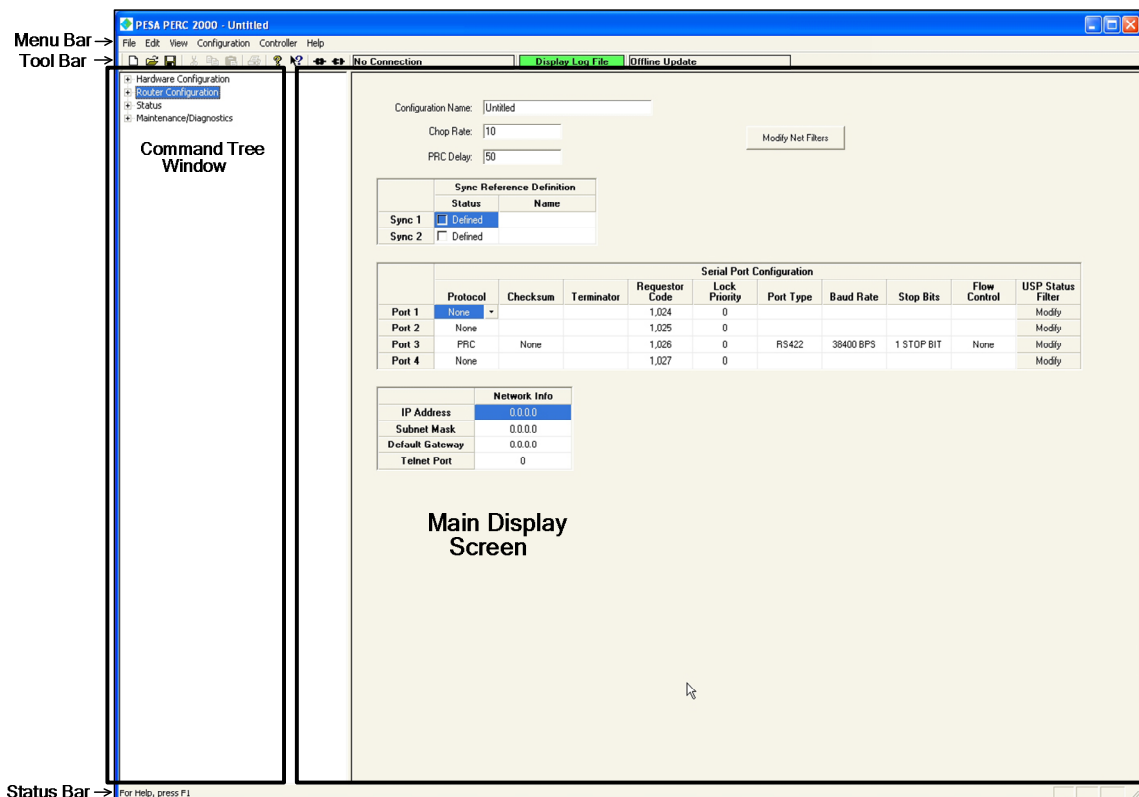 PESA PERC 2000 - Untitled
Menu Bar
File Edit View Configuration Controller Help
Tool Bar
No Connection Display Log File Offline Update
Hardware Configuration
Router Configuration
Status
Maintenance/Diagnostics
Command Tree
Window
Configuration Name: Untitled
Chop Rate: 10
Modify Net Filters
PRC Delay: 50
Sync Reference Definition
Status Name
Sync 1 Defined
Sync 2 Defined
Serial Port Configuration
Protocol Checksum Terminator Requestor Code Lock Priority Port Type Baud Rate Stop Bits Flow Control USP Status Filter
Port 1 None 1,024 0 Modify
Port 2 None 1,025 0 Modify
Port 3 PRC None 1,026 0 RS422 38400 BPS 1 STOP BIT None Modify
Port 4 None 1,027 0 Modify
Network Info
IP Address 0.0.0.0
Subnet Mask 0.0.0.0
Default Gateway 0.0.0.0
Telnet Port 0
Main Display
Screen
Status Bar
For Help, press F1